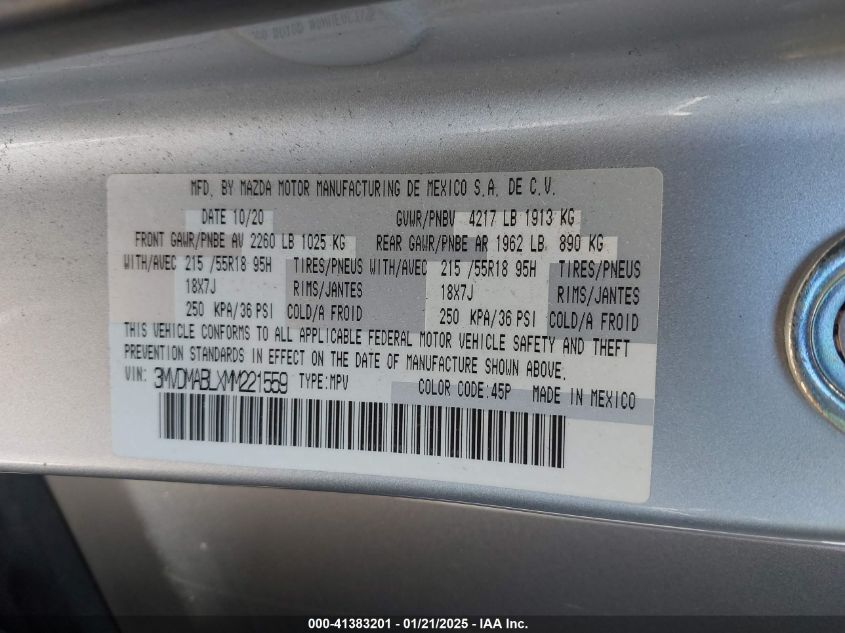 MFD. BY MAZDA MOTOR MANUFACTURING DE MEXICO S.A. DE C.V.
DATE 10/20 GVWR/PNBV 4217 LB 1913 KG
FRONT GAWR/PNBE AV 2260 LB 1025 KG REAR GAWR/PNBE AR 1962 LB 890 KG
WITH/AVEC 215 /55R18 95H TIRES/PNEUS WITH/AVEC 215 /55R18 95H TIRES/PNEUS
18X7J RIMS/JANTES 18X7J RIMS/JANTES
250 KPA/36 PSI COLD/A FROID 250 KPA/36 PSI COLD/A FROID
THIS VEHICLE CONFORMS TO ALL APPLICABLE FEDERAL MOTOR VEHICLE SAFETY AND THEFT
PREVENTION STANDARDS IN EFFECT ON THE DATE OF MANUFACTURE SHOWN ABOVE.
VIN: 3MVDMABLXMM221559 TYPE:MPV COLOR CODE:45P MADE IN MEXICO
000-41383201 - 01/21/2025 - IAA Inc.